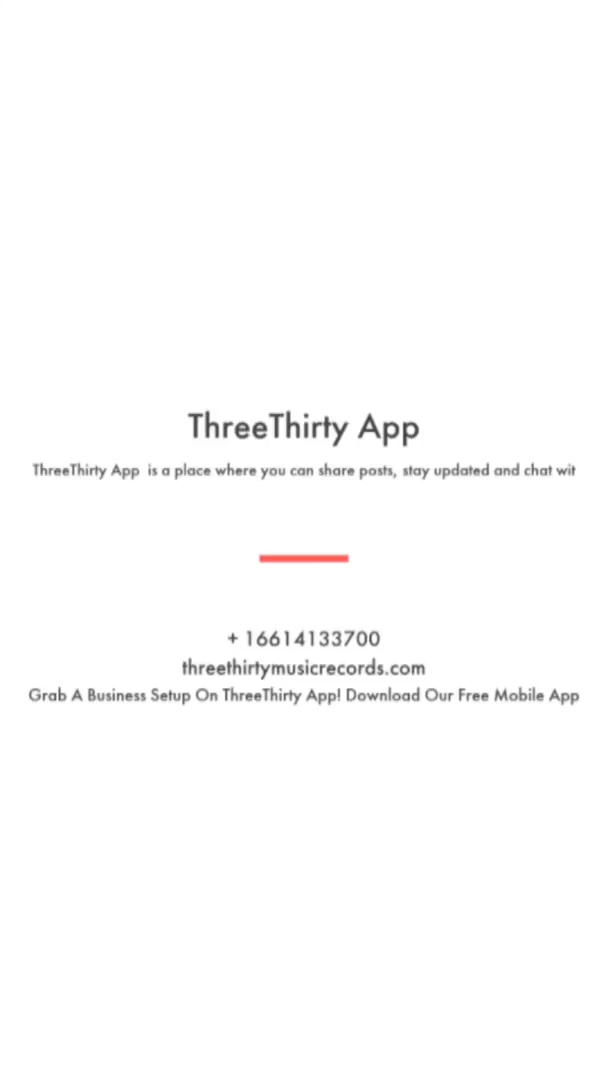 ThreeThirty App
ThreeThirty App is a place where you can share posts, stay updated and chat wit
+ 16614133700
threethirtymusicrecords.com
Grab A Business Setup On ThreeThirty App! Download Our Free Mobile App